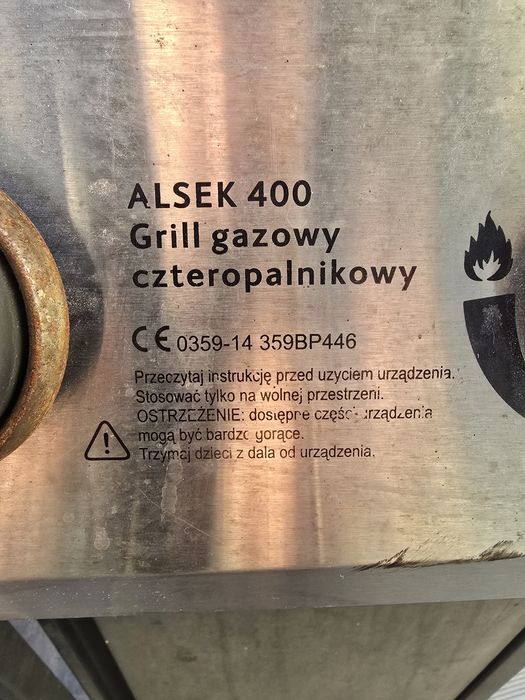 ALSEK 400
Grill gazowy
czteropalnikowy
CE 0359-14 359BP446
Przeczytaj instrukcję przed uzyciem urządzenia.
Stosować tylko na wolnej przestrzeni.
OSTRZEŻENIE: dostępne części urządzenia
mogą być bardzo gorące.
Trzymaj dzieci z dala od urządzenia.